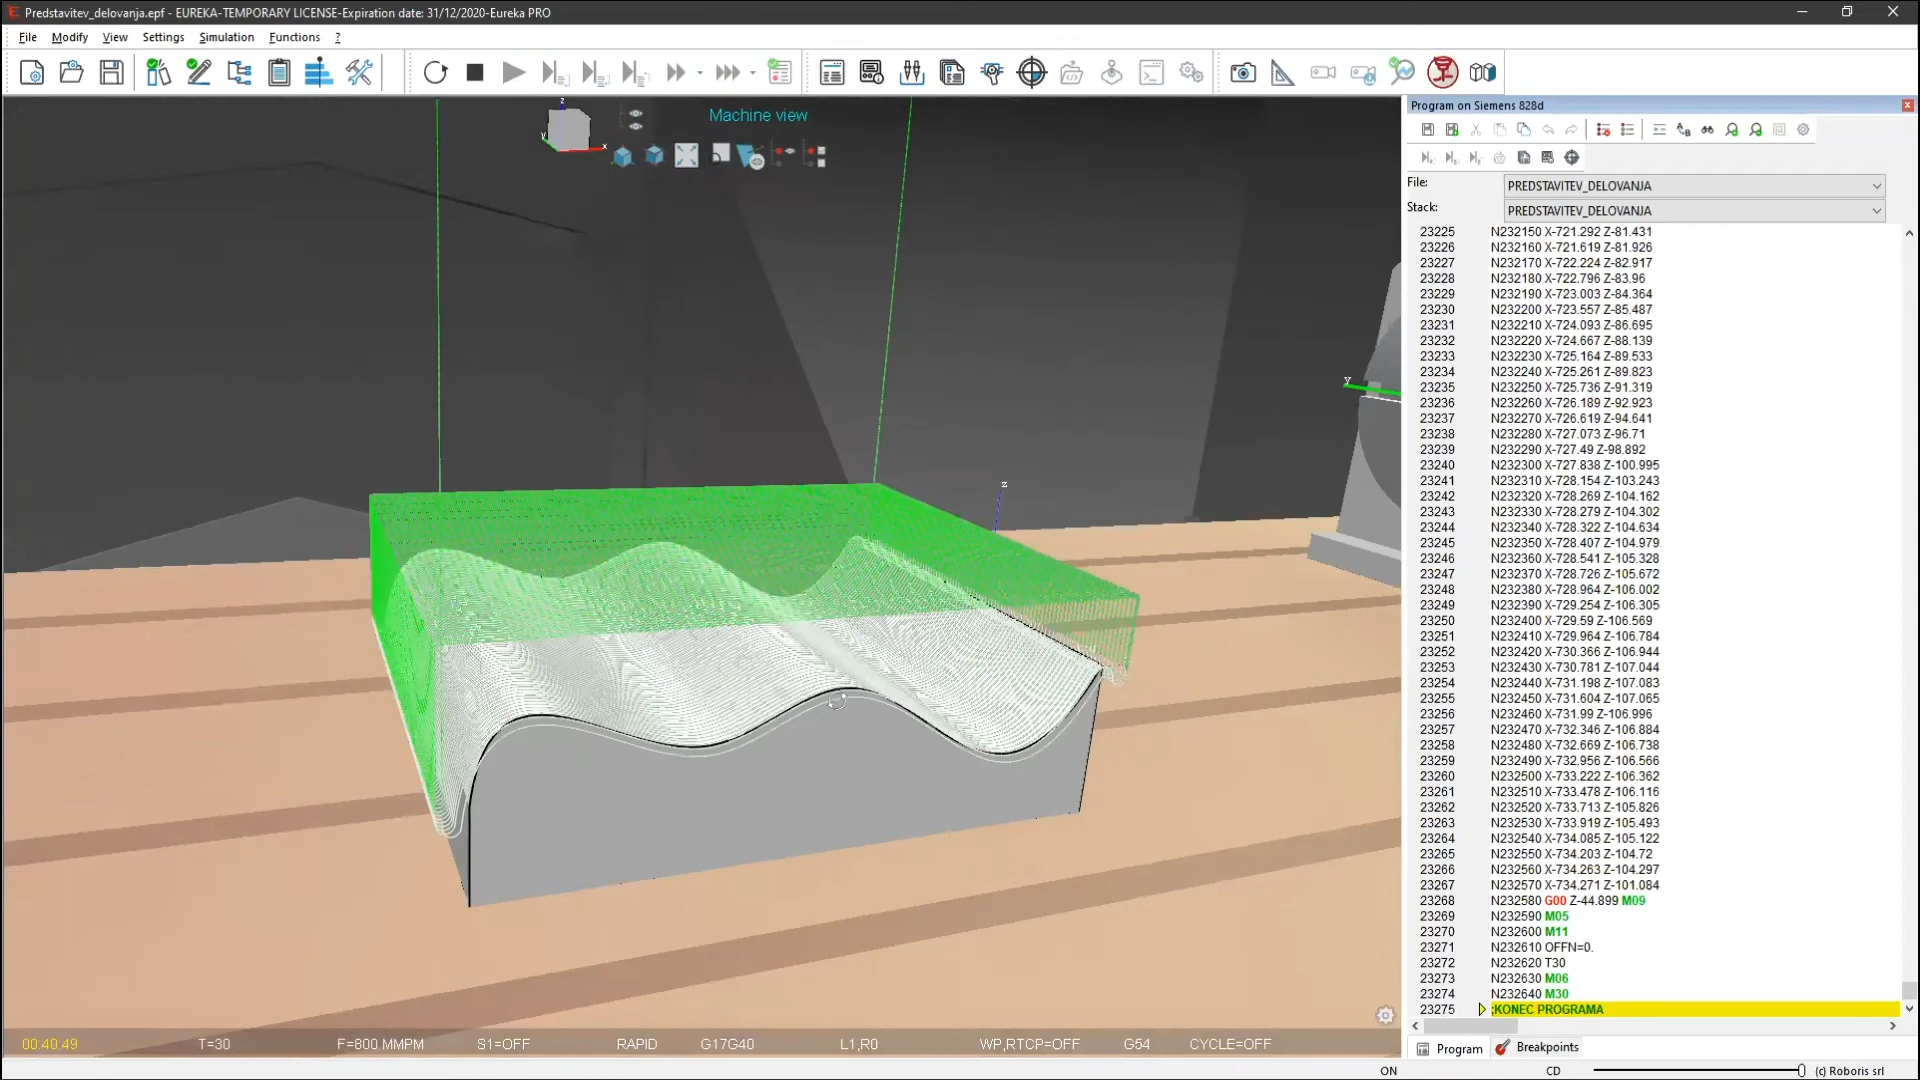 Predstavitev_delovanja.epf - EUREKA-TEMPORARY LICENSE-Expiration date: 31/12/2020-Eureka PRO
File Modify View Settings Simulation Functions ?
Machine view
z
y
x
z
y
Program on Siemens 828d
File: PREDSTAVITEV_DELOVANJA
Stack: PREDSTAVITEV_DELOVANJA
23225 N232150 X-721.292 Z-81.431
23226 N232160 X-721.619 Z-81.926
23227 N232170 X-722.224 Z-82.917
23228 N232180 X-722.796 Z-83.96
23229 N232190 X-723.003 Z-84.364
23230 N232200 X-723.557 Z-85.487
23231 N232210 X-724.093 Z-86.695
23232 N232220 X-724.667 Z-88.139
23233 N232230 X-725.164 Z-89.533
23234 N232240 X-725.261 Z-89.823
23235 N232250 X-725.736 Z-91.319
23236 N232260 X-726.189 Z-92.923
23237 N232270 X-726.619 Z-94.641
23238 N232280 X-727.073 Z-96.71
23239 N232290 X-727.49 Z-98.892
23240 N232300 X-727.838 Z-100.995
23241 N232310 X-728.154 Z-103.243
23242 N232320 X-728.269 Z-104.162
23243 N232330 X-728.279 Z-104.302
23244 N232340 X-728.322 Z-104.634
23245 N232350 X-728.407 Z-104.979
23246 N232360 X-728.541 Z-105.328
23247 N232370 X-728.726 Z-105.672
23248 N232380 X-728.964 Z-106.002
23249 N232390 X-729.254 Z-106.305
23250 N232400 X-729.59 Z-106.569
23251 N232410 X-729.964 Z-106.784
23252 N232420 X-730.366 Z-106.944
23253 N232430 X-730.781 Z-107.044
23254 N232440 X-731.198 Z-107.083
23255 N232450 X-731.604 Z-107.065
23256 N232460 X-731.99 Z-106.996
23257 N232470 X-732.346 Z-106.884
23258 N232480 X-732.669 Z-106.738
23259 N232490 X-732.956 Z-106.566
23260 N232500 X-733.222 Z-106.362
23261 N232510 X-733.478 Z-106.116
23262 N232520 X-733.713 Z-105.826
23263 N232530 X-733.919 Z-105.493
23264 N232540 X-734.085 Z-105.122
23265 N232550 X-734.203 Z-104.72
23266 N232560 X-734.263 Z-104.297
23267 N232570 X-734.271 Z-101.084
23268 N232580 G00 Z-44.899 M09
23269 N232590 M05
23270 N232600 M11
23271 N232610 OFFN=0.
23272 N232620 T30
23273 N232630 M06
23274 N232640 M30
23275 ;KONEC PROGRAMA
Program Breakpoints
00:40:49 T=30 F=800 MMPM S1=OFF RAPID G17G40 L1,R0 WP,RTCP=OFF G54 CYCLE=OFF
ON CD (c) Roboris srl